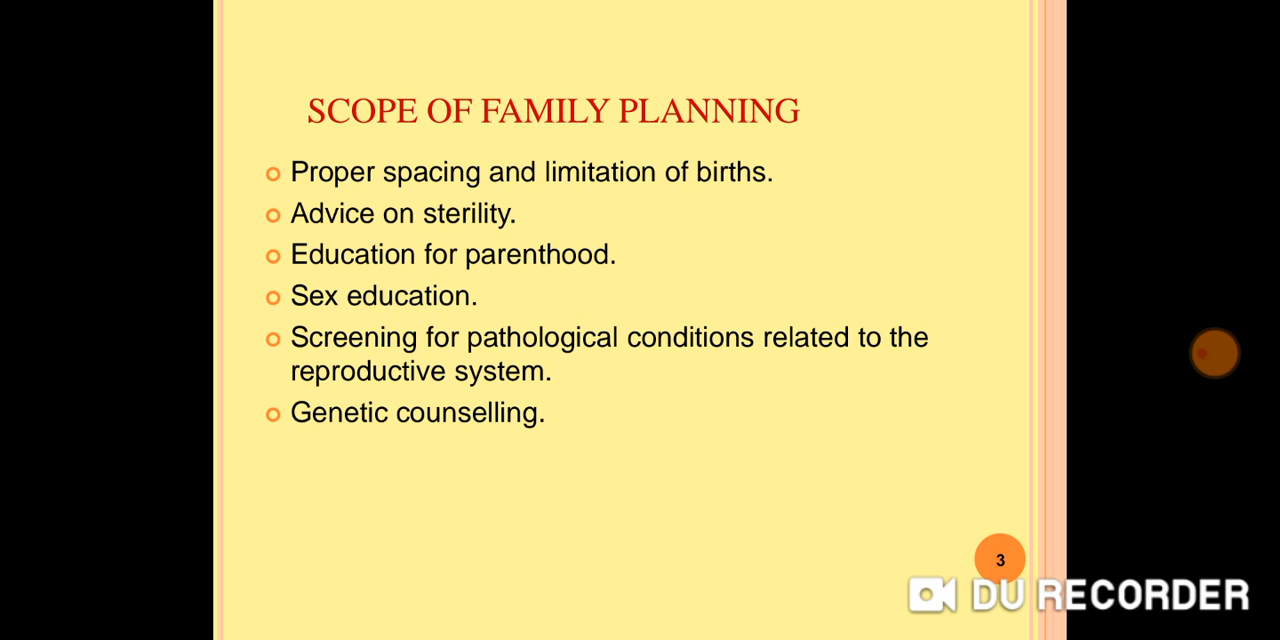 SCOPE OF FAMILY PLANNING
Proper spacing and limitation of births.
Advice on sterility.
Education for parenthood.
Sex education.
Screening for pathological conditions related to the
reproductive system.
Genetic counselling.
3
DU RECORDER